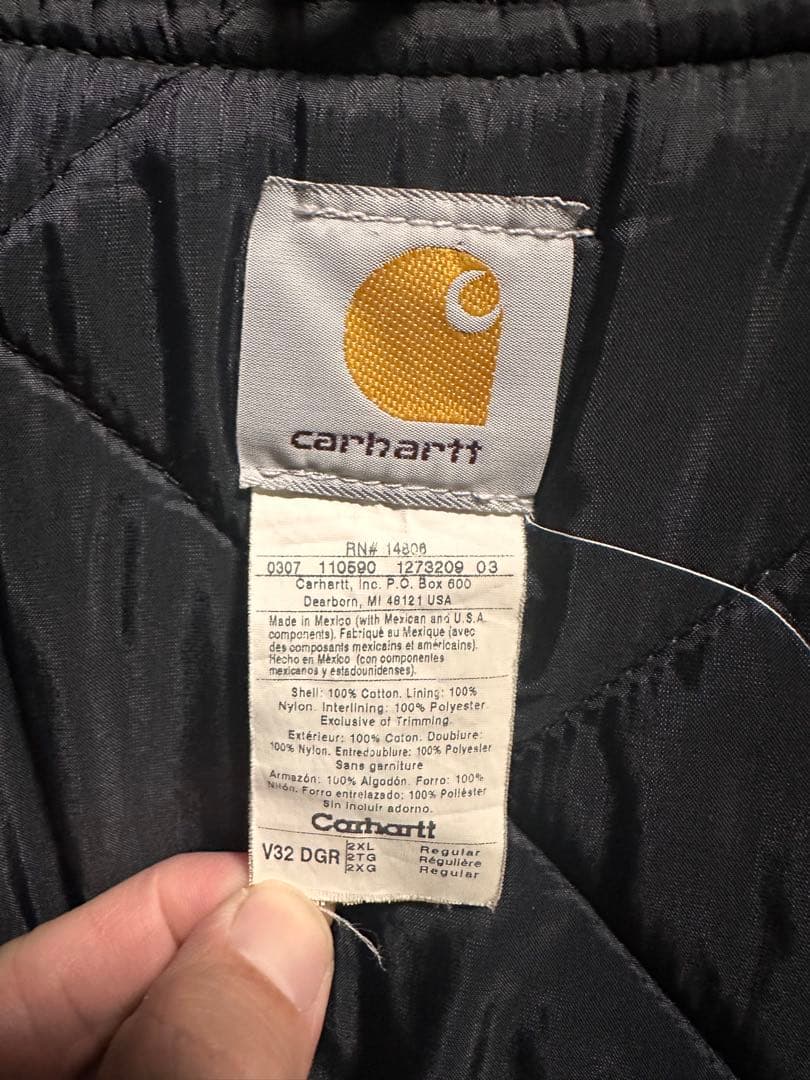 carhartt
RN# 14806
0307 110590 1273209 03
Carhartt, Inc. P.O. Box 600
Dearborn, MI 48121 USA
Made in Mexico (with Mexican and U.S.A.
components). Fabriqué au Mexique (avec
des composants mexicains et américains).
Hecho en México (con componentes
mexicanos y estadounidenses).
Shell: 100% Cotton. Lining: 100%
Nylon. Interlining: 100% Polyester
Exclusive of Trimming.
Extérieur: 100% Coton. Doublure:
100% Nylon. Entredoublure: 100% Polyester
Sans garniture
Armazón: 100% Algodón. Forro: 100%
Nilón. Forro entrelazado: 100% Poliéster
Sin incluir adorno.
Carhartt
V32 DGR 2XL Regular
2TG Régulière
2XG Regular